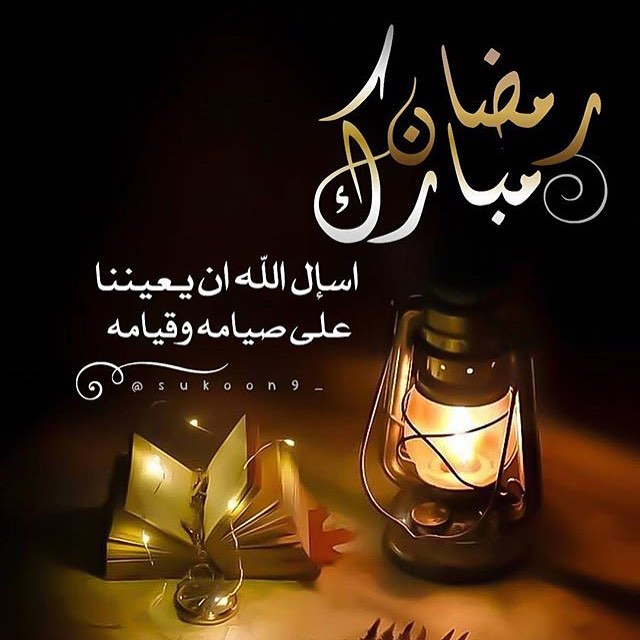 رمضان
مبارك
اسإل الله ان يعيننا
على صيامه وقيامه
@sukoon9_